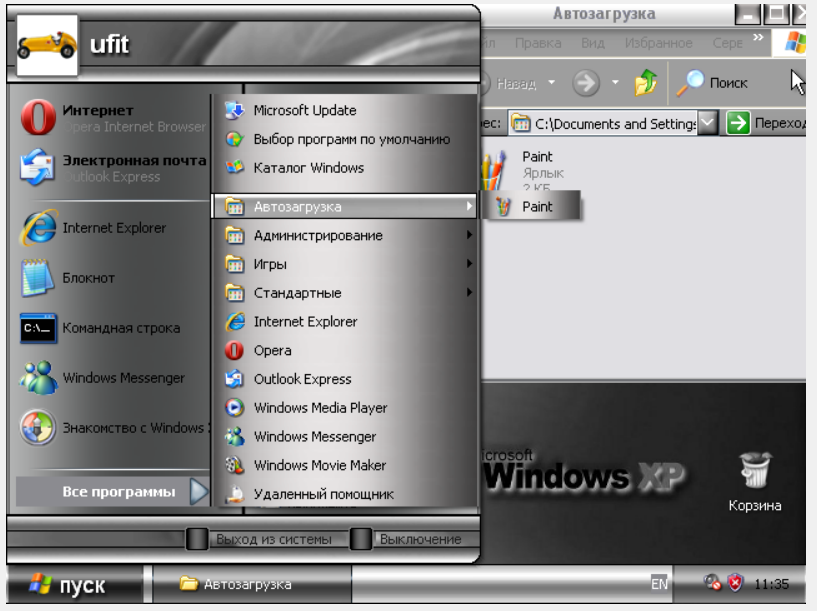 ufit
Автозагрузка
Правка Вид Избранное Серв »
Интернет
Opera Internet Browser
Электронная почта
Outlook Express
Internet Explorer
Блокнот
C:\_
Командная строка
Windows Messenger
Знакомство с Windows
Все программы
Microsoft Update
Выбор программ по умолчанию
Каталог Windows
Автозагрузка
Администрирование
Игры
Стандартные
Internet Explorer
Opera
Outlook Express
Windows Media Player
Windows Messenger
Windows Movie Maker
Удаленный помощник
Назад
Поиск
рес: C:\Documents and Settings
Переход
Paint
Ярлык
2 КБ
Paint
icrosoft
Windows XP
Корзина
Выход из системы
Выключение
пуск
Автозагрузка
EN
11:35